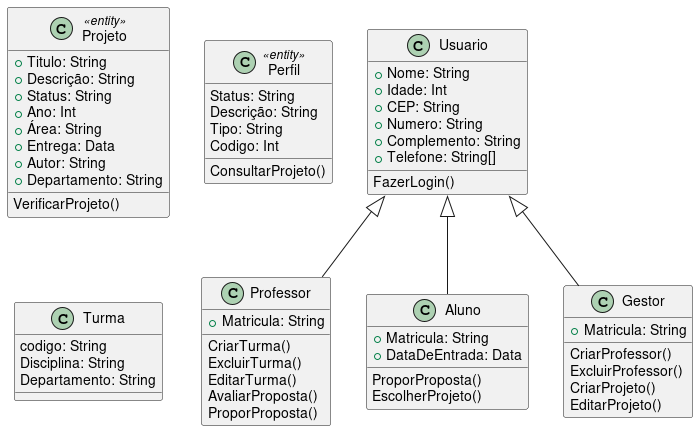 «entity»
Projeto
Titulo: String
Descrição: String
Status: String
Ano: Int
Área: String
Entrega: Data
Autor: String
Departamento: String
VerificarProjeto()
«entity»
Perfil
Status: String
Descrição: String
Tipo: String
Codigo: Int
ConsultarProjeto()
C Usuario
Nome: String
Idade: Int
CEP: String
Numero: String
Complemento: String
Telefone: String[]
FazerLogin()
C Turma
codigo: String
Disciplina: String
Departamento: String
C Professor
Matricula: String
CriarTurma()
ExcluirTurma()
EditarTurma()
AvaliarProposta()
ProporProposta()
C Aluno
Matricula: String
DataDeEntrada: Data
ProporProposta()
EscolherProjeto()
C Gestor
Matricula: String
CriarProfessor()
ExcluirProfessor()
CriarProjeto()
EditarProjeto()